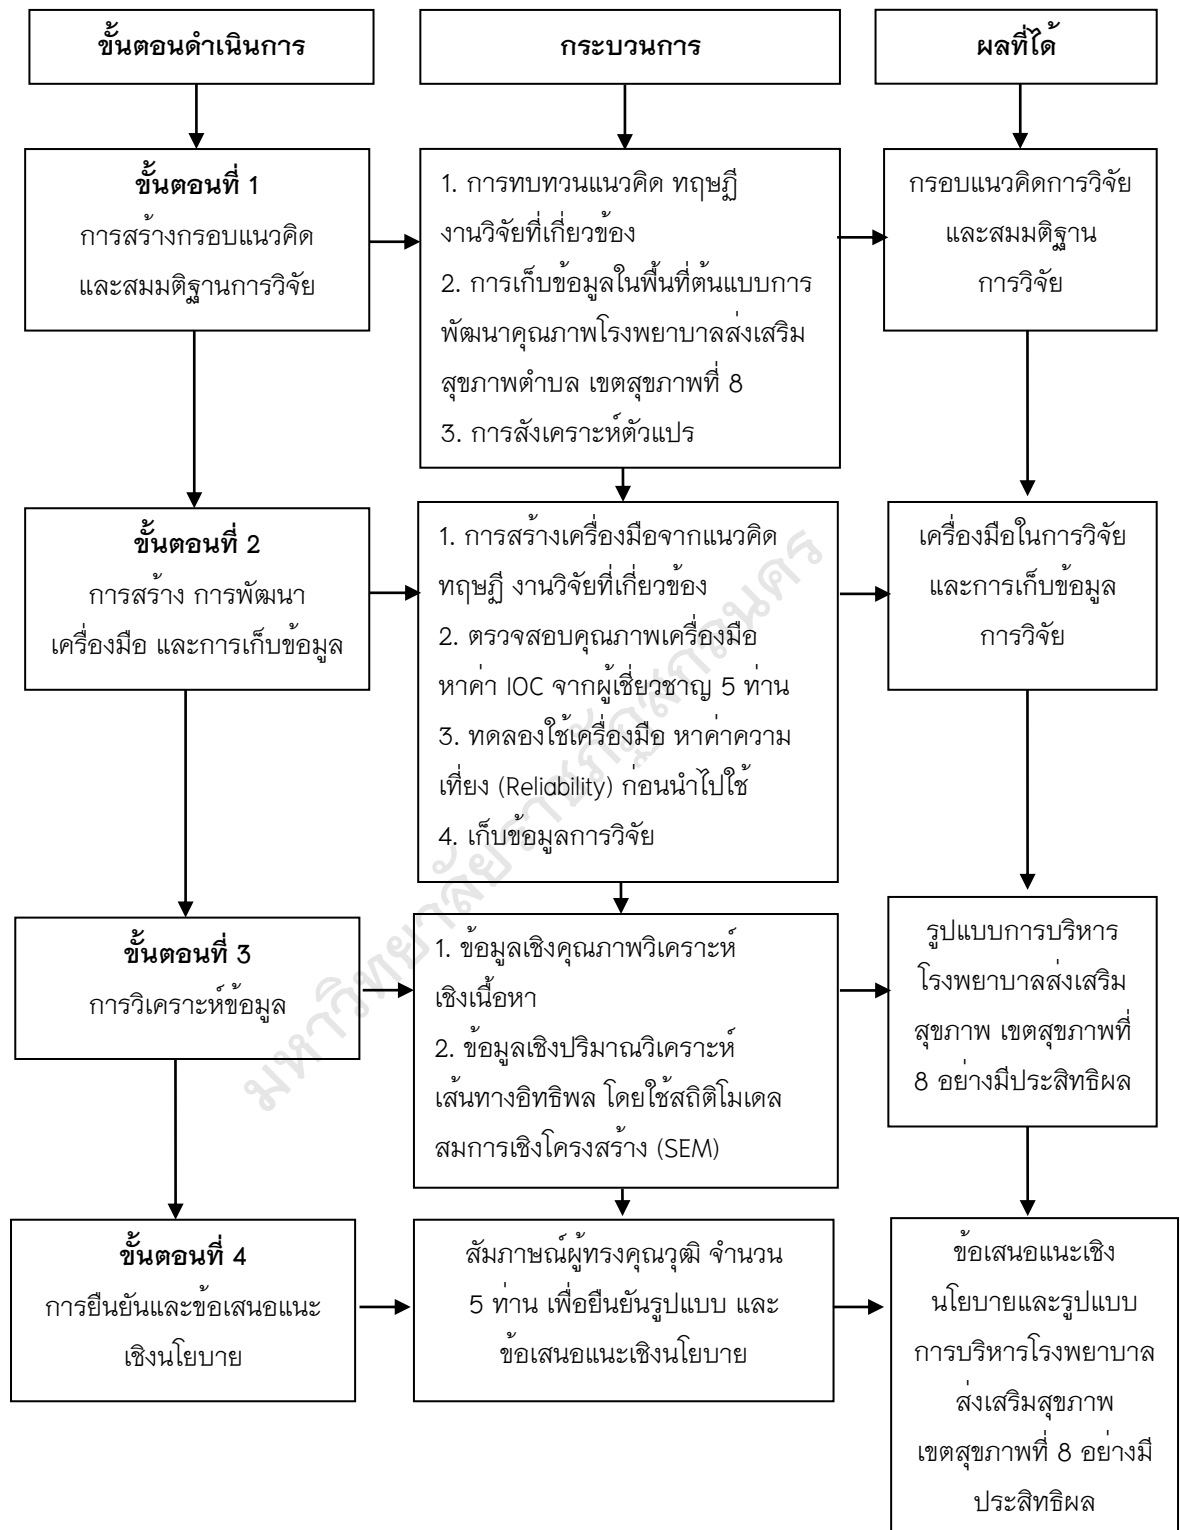 ขั้นตอนดำเนินการ
กระบวนการ
ผลที่ได้
ขั้นตอนที่ 1
การสร้างกรอบแนวคิด
และสมมติฐานการวิจัย
1. การทบทวนแนวคิด ทฤษฎี
งานวิจัยที่เกี่ยวข้อง
2. การเก็บข้อมูลในพื้นที่ต้นแบบการ
พัฒนาคุณภาพโรงพยาบาลส่งเสริม
สุขภาพตำบล เขตสุขภาพที่ 8
3. การสังเคราะห์ตัวแปร
กรอบแนวคิดการวิจัย
และสมมติฐาน
การวิจัย
ขั้นตอนที่ 2
การสร้าง การพัฒนา
เครื่องมือ และการเก็บข้อมูล
1. การสร้างเครื่องมือจากแนวคิด
ทฤษฎี งานวิจัยที่เกี่ยวข้อง
2. ตรวจสอบคุณภาพเครื่องมือ
หาค่า IOC จากผู้เชี่ยวชาญ 5 ท่าน
3. ทดลองใช้เครื่องมือ หาค่าความ
เที่ยง (Reliability) ก่อนนำไปใช้
4. เก็บข้อมูลการวิจัย
เครื่องมือในการวิจัย
และการเก็บข้อมูล
การวิจัย
ขั้นตอนที่ 3
การวิเคราะห์ข้อมูล
1. ข้อมูลเชิงคุณภาพวิเคราะห์
เชิงเนื้อหา
2. ข้อมูลเชิงปริมาณวิเคราะห์
เส้นทางอิทธิพล โดยใช้สถิติโมเดล
สมการเชิงโครงสร้าง (SEM)
รูปแบบการบริหาร
โรงพยาบาลส่งเสริม
สุขภาพ เขตสุขภาพที่
8 อย่างมีประสิทธิผล
ขั้นตอนที่ 4
การยืนยันและข้อเสนอแนะ
เชิงนโยบาย
สัมภาษณ์ผู้ทรงคุณวุฒิ จำนวน
5 ท่าน เพื่อยืนยันรูปแบบ และ
ข้อเสนอแนะเชิงนโยบาย
ข้อเสนอแนะเชิง
นโยบายและรูปแบบ
การบริหารโรงพยาบาล
ส่งเสริมสุขภาพ
เขตสุขภาพที่ 8 อย่างมี
ประสิทธิผล
มหาวิทยาลัยราชภัฏสกลนคร